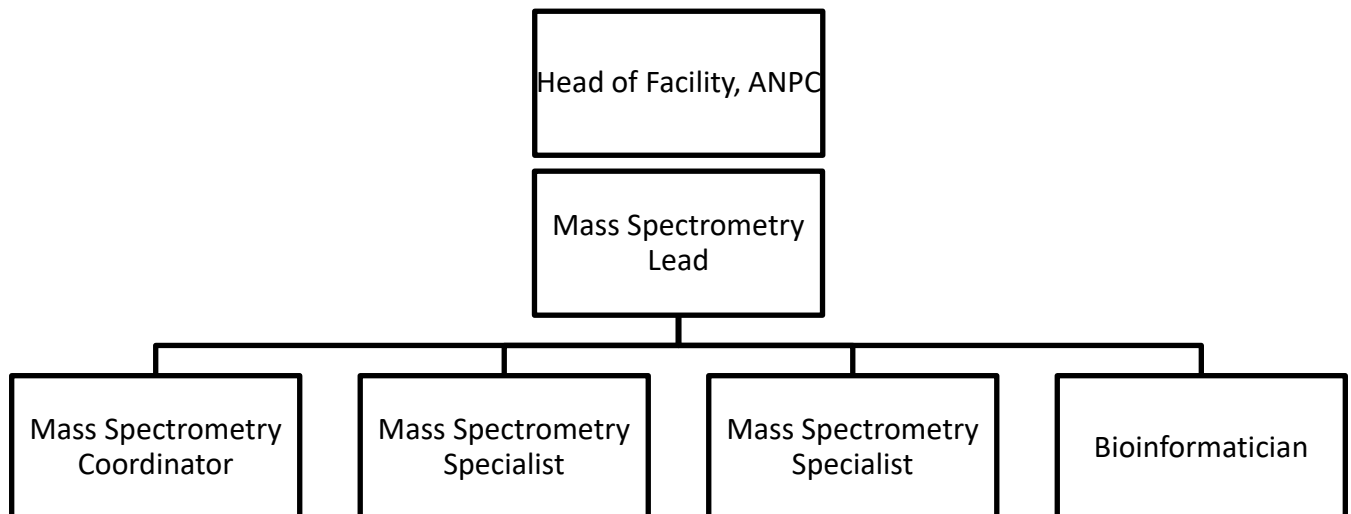 Head of Facility, ANPC
Mass Spectrometry
Lead
Mass Spectrometry
Coordinator
Mass Spectrometry
Specialist
Mass Spectrometry
Specialist
Bioinformatician